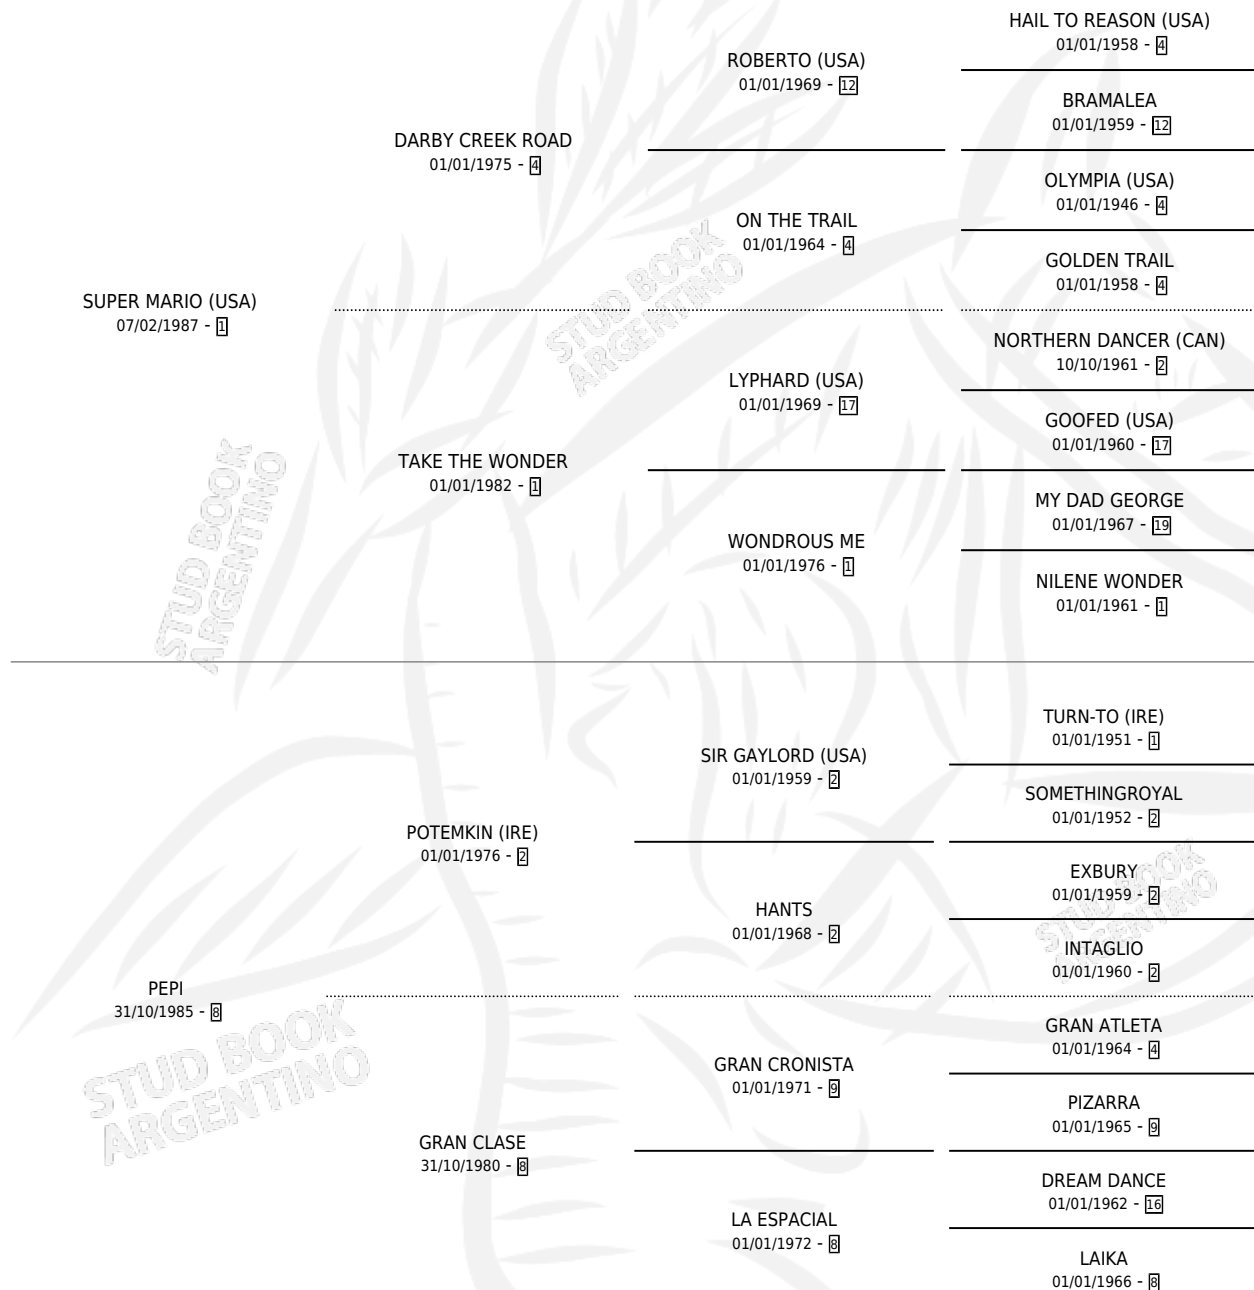 HAIL TO REASON (USA)
01/01/1958 - 4
ROBERTO (USA)
01/01/1969 - 12
BRAMALEA
01/01/1959 - 12
DARBY CREEK ROAD
01/01/1975 - 4
OLYMPIA (USA)
01/01/1946 - 4
ON THE TRAIL
01/01/1964 - 4
GOLDEN TRAIL
01/01/1958 - 4
SUPER MARIO (USA)
07/02/1987 - 1
NORTHERN DANCER (CAN)
10/10/1961 - 2
LYPHARD (USA)
01/01/1969 - 17
GOOFED (USA)
01/01/1960 - 17
TAKE THE WONDER
01/01/1982 - 1
MY DAD GEORGE
01/01/1967 - 19
WONDROUS ME
01/01/1976 - 1
NILENE WONDER
01/01/1961 - 1
STUD BOOK
ARGENTINO
STUD BOOK
ARGENTINO
TURN-TO (IRE)
01/01/1951 - 1
SIR GAYLORD (USA)
01/01/1959 - 2
SOMETHINGROYAL
01/01/1952 - 2
POTEMKIN (IRE)
01/01/1976 - 2
EXBURY
01/01/1959 - 2
HANTS
01/01/1968 - 2
INTAGLIO
01/01/1960 - 2
STUD BOOK
ARGENTINO
PEPI
31/10/1985 - 8
GRAN ATLETA
01/01/1964 - 4
GRAN CRONISTA
01/01/1971 - 9
PIZARRA
01/01/1965 - 9
GRAN CLASE
31/10/1980 - 8
DREAM DANCE
01/01/1962 - 16
LA ESPACIAL
01/01/1972 - 8
LAIKA
01/01/1966 - 8
STUD BOOK
ARGENTINO